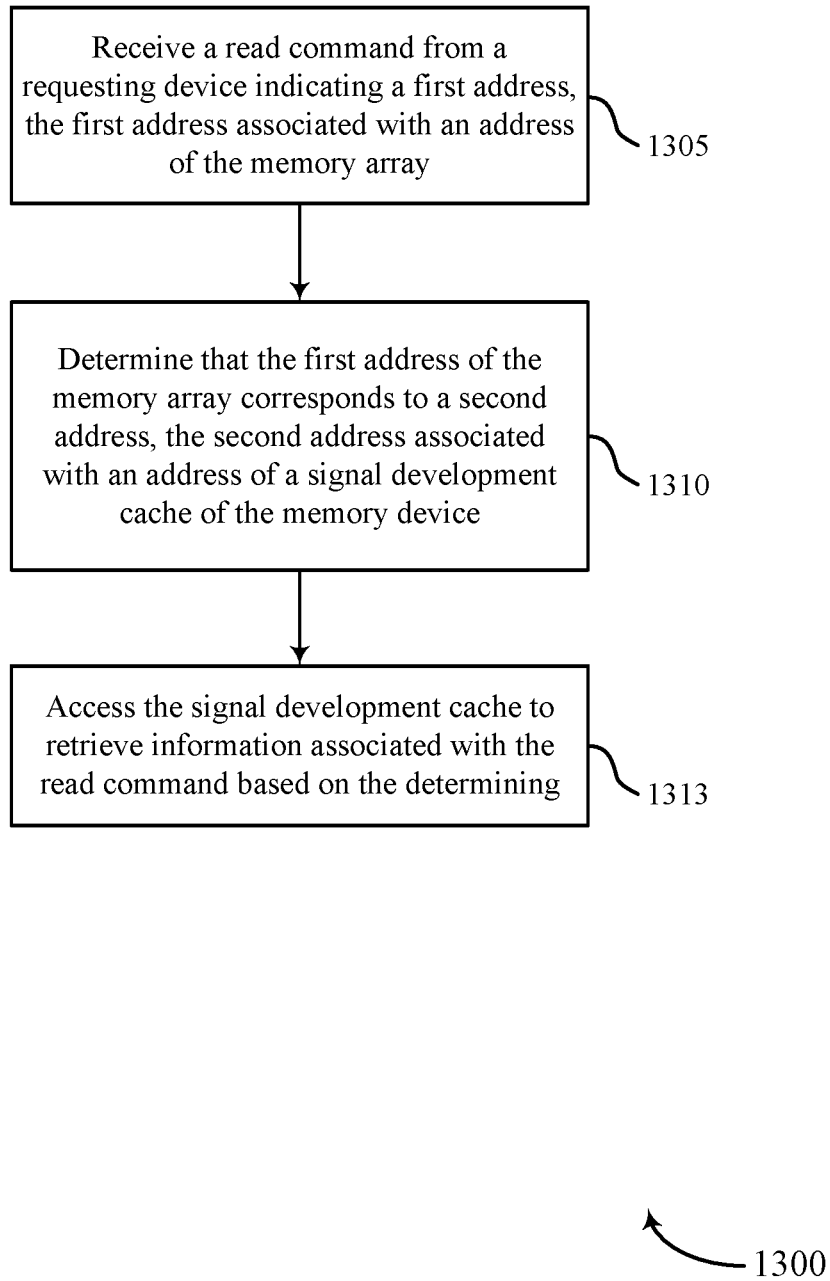 Receive a read command from a
requesting device indicating a first address,
the first address associated with an address
of the memory array
1305
Determine that the first address of the
memory array corresponds to a second
address, the second address associated
with an address of a signal development
cache of the memory device
1310
Access the signal development cache to
retrieve information associated with the
read command based on the determining
1313
1300